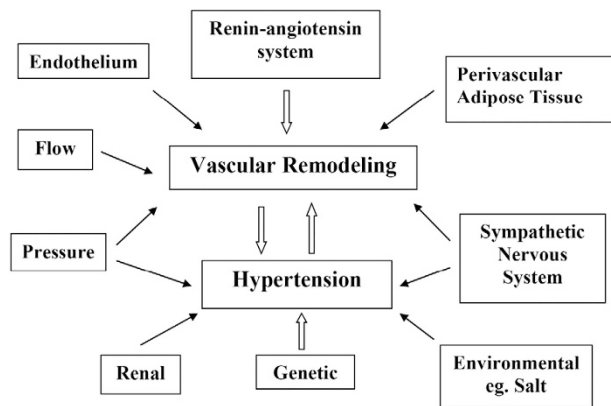 Renin-angiotensin
system
Endothelium
Perivascular
Adipose Tissue
Flow
Vascular Remodeling
Pressure
Sympathetic
Nervous
System
Hypertension
Renal
Genetic
Environmental
eg. Salt